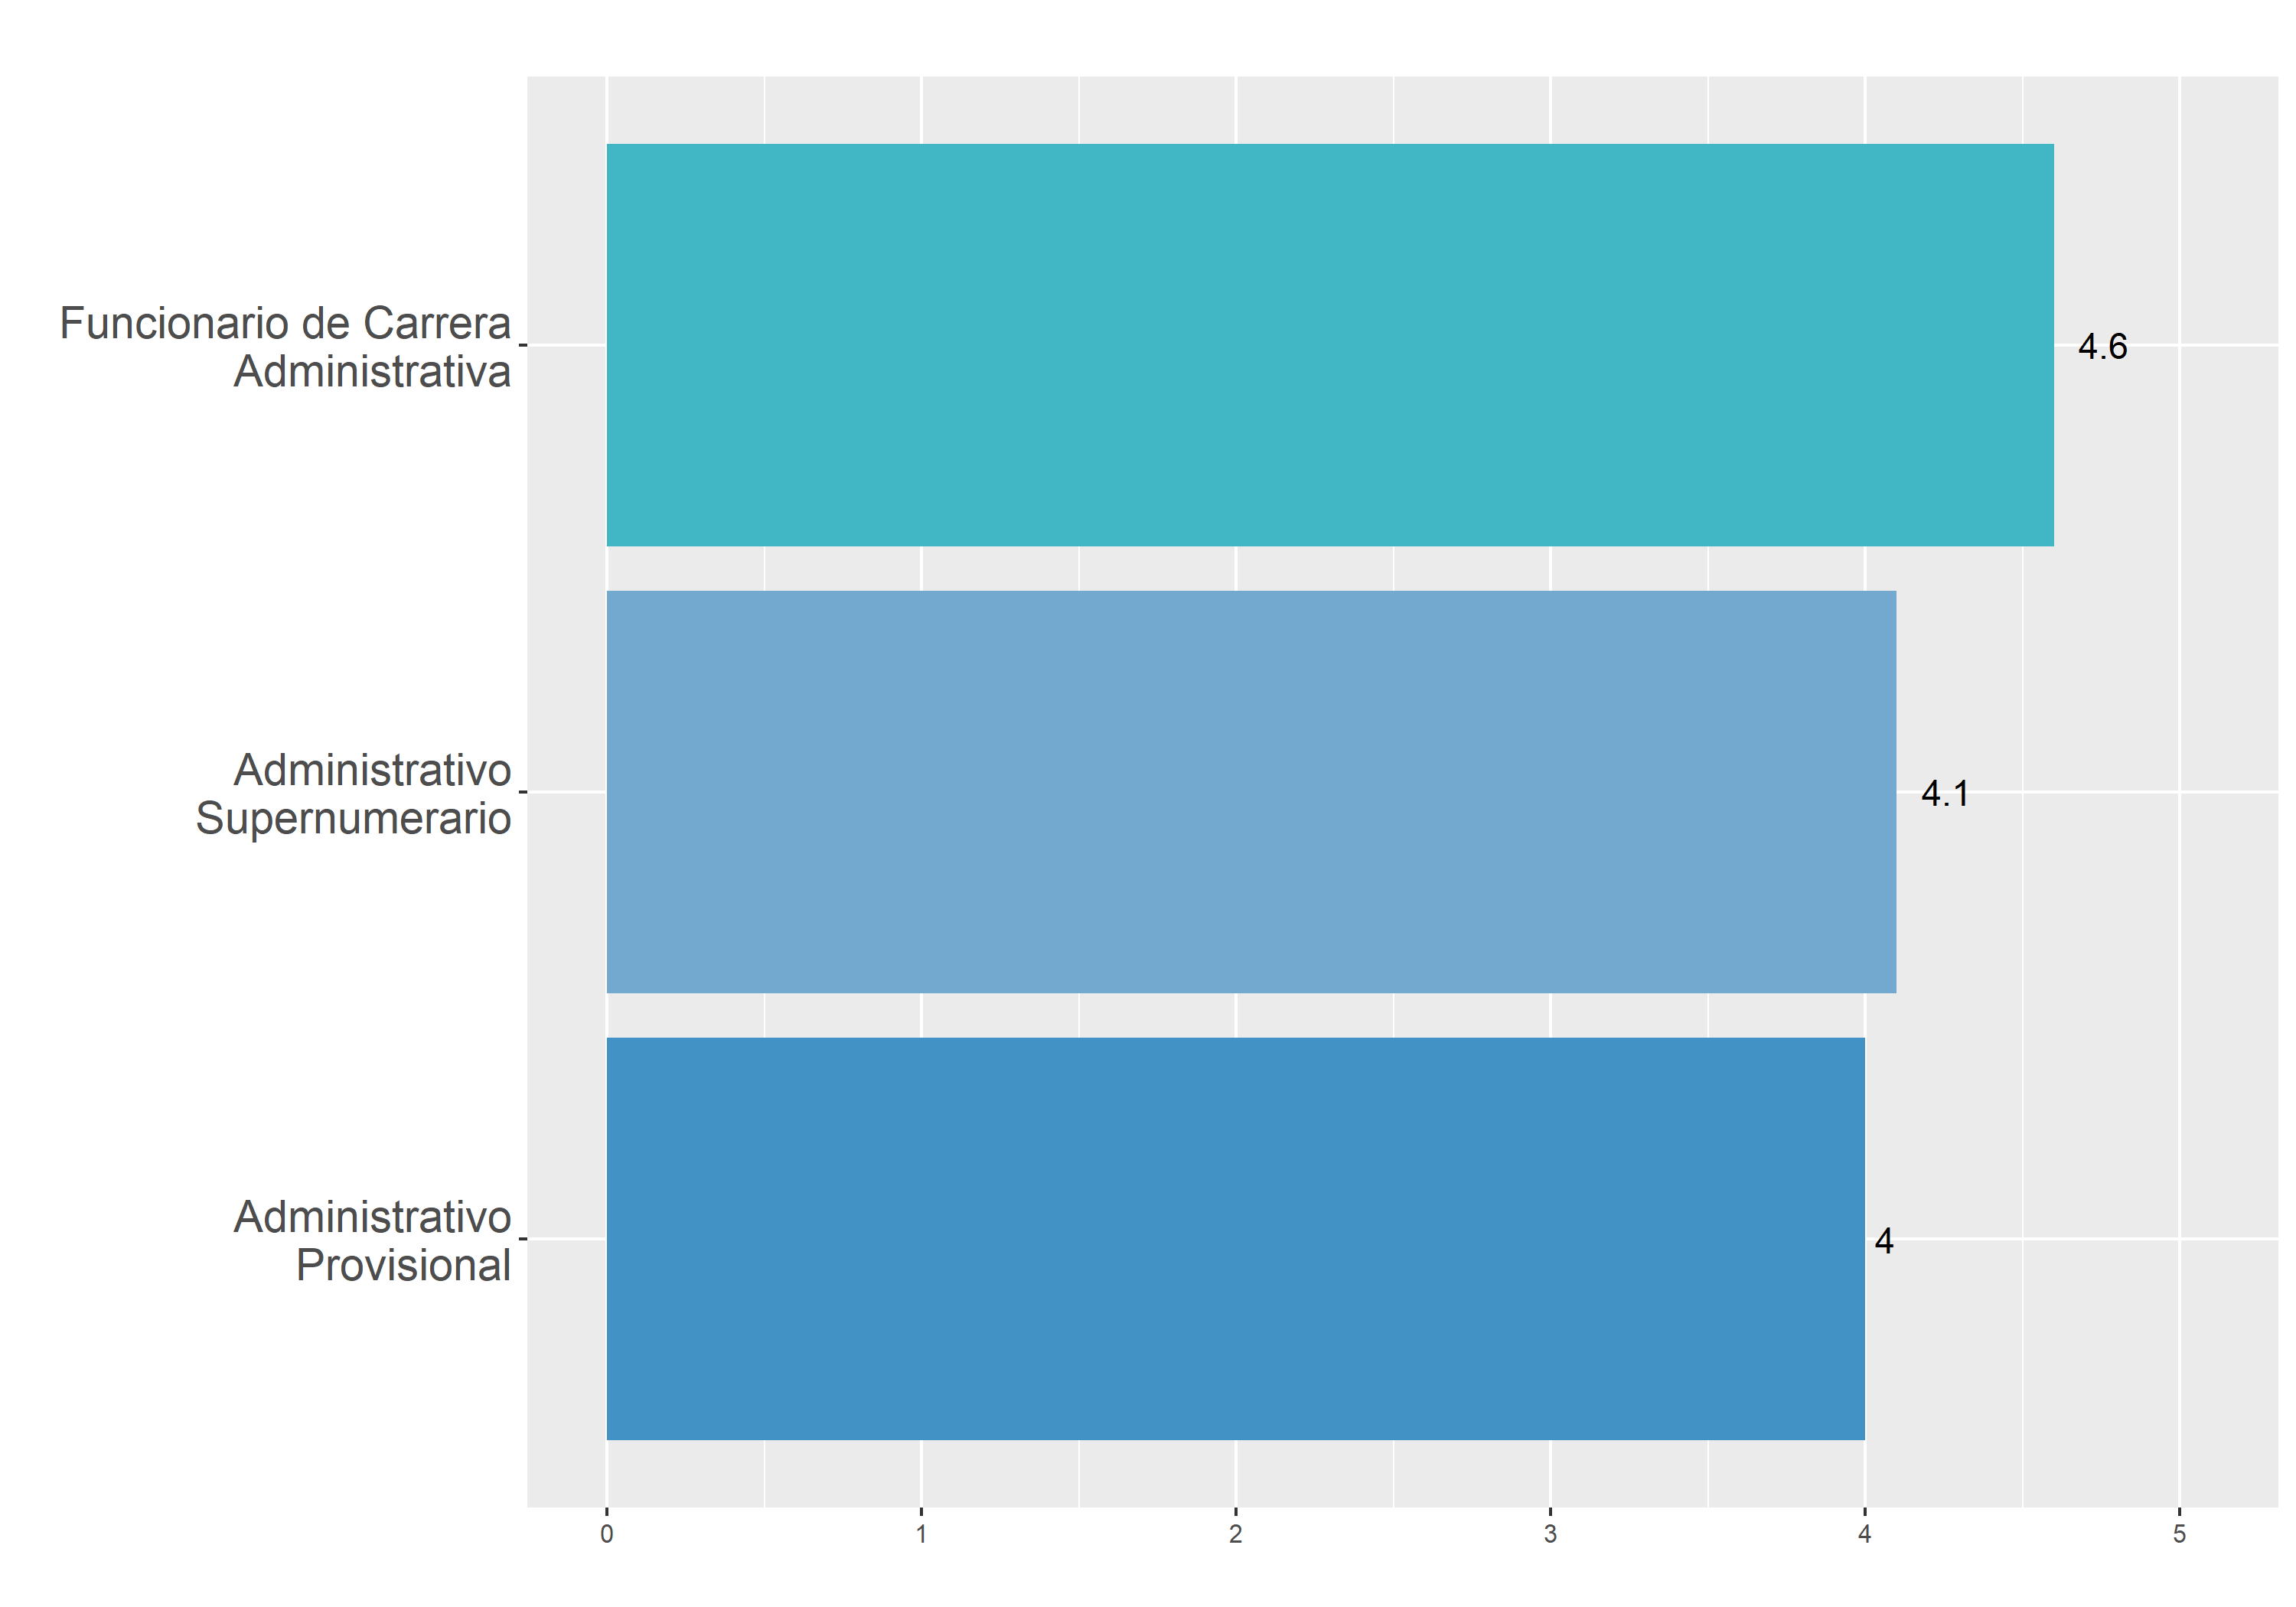 Funcionario de Carrera
Administrativa
4.6
Administrativo
Supernumerario
4.1
Administrativo
Provisional
4
0 1 2 3 4 5